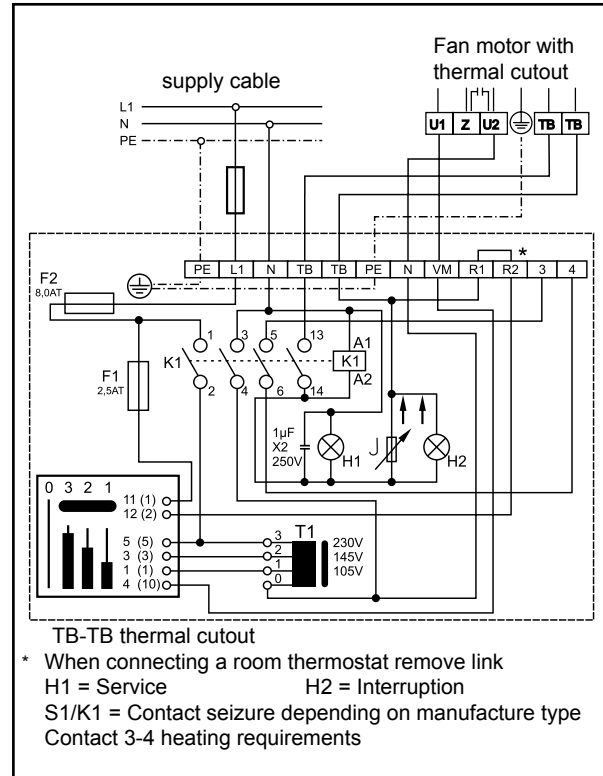 Fan motor with
thermal cutout
supply cable
L1
N
PE
U1 Z U2 TB TB
PE L1 N TB TB PE N VM R1 R2 3 4
*
F2
8,0AT
1 3 5 13
A1
K1 K1
A2
2 4 6 14
F1
2,5AT
1µF
X2
250V
H1
J
H2
0 3 2 1
11 (1)
12 (2)
5 (5)
3 (3)
1 (1)
4 (10)
T1
3 230V
2 145V
1 105V
0
TB-TB thermal cutout
* When connecting a room thermostat remove link
H1 = Service H2 = Interruption
S1/K1 = Contact seizure depending on manufacture type
Contact 3-4 heating requirements